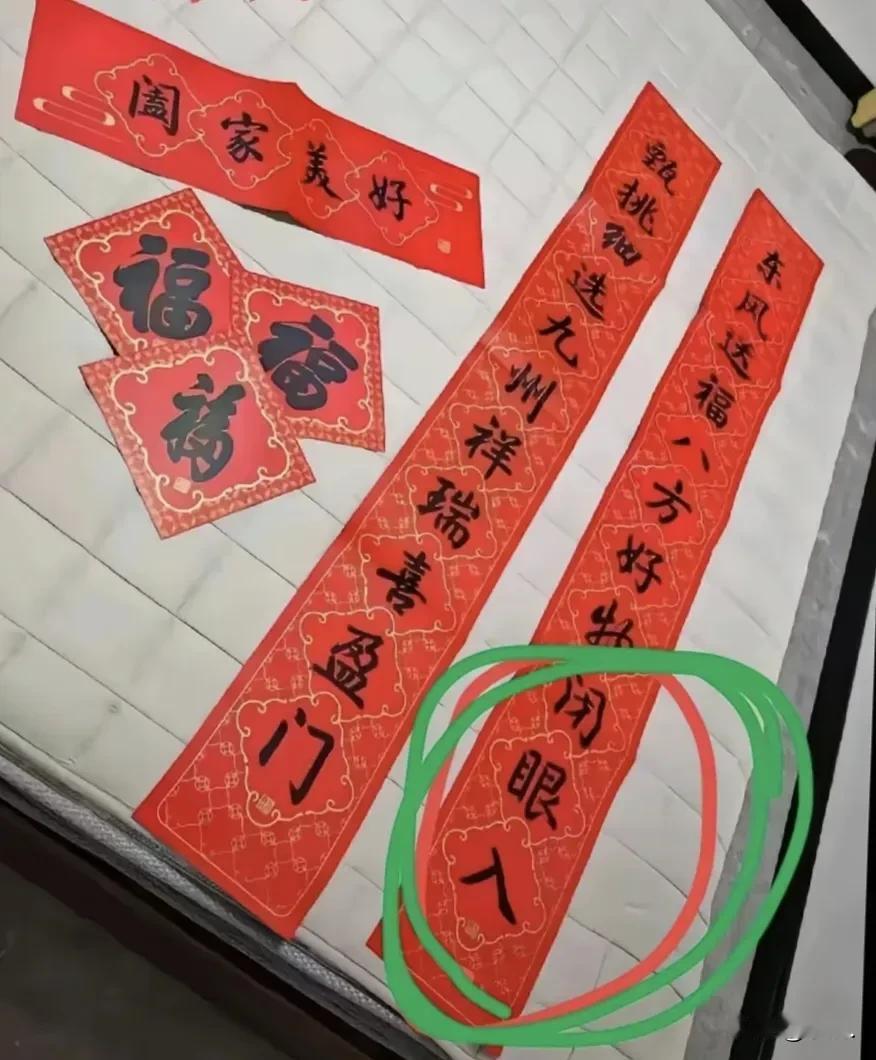 阖家美好
福
福
福
甄挑细选九州祥瑞喜盈门
东风送福八方好物闭眼入